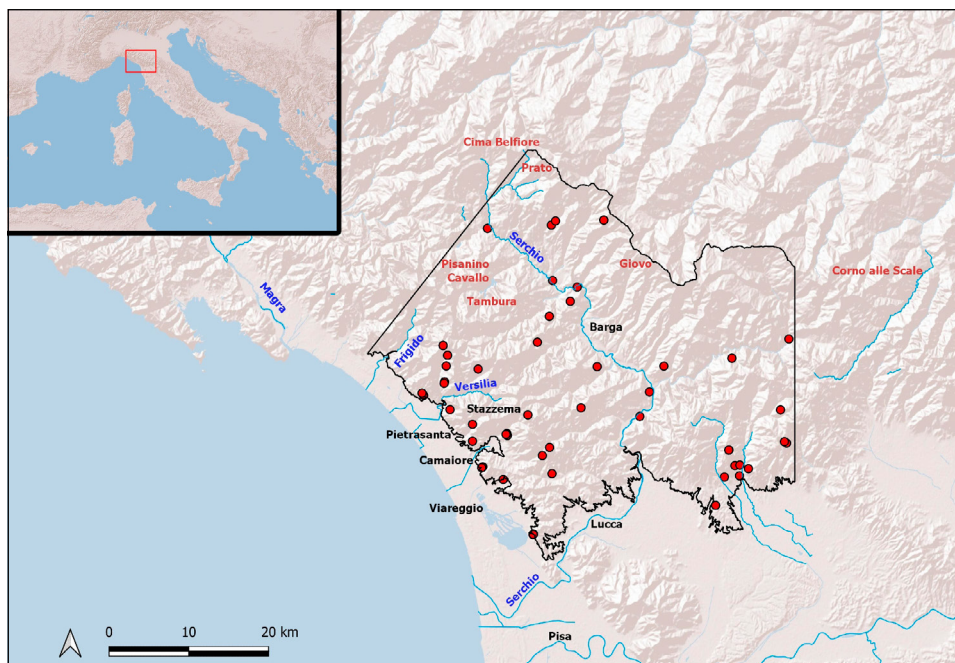 Cima Belfiore
Prato
Serchio
Pisanino
Cavallo
Giovo
Corno alle Scale
Magra
Tambura
Barga
Frigido
Versilia
Stazzema
Pietrasanta
Camaiore
Viareggio
Lucca
Serchio
Pisa
0 10 20 km